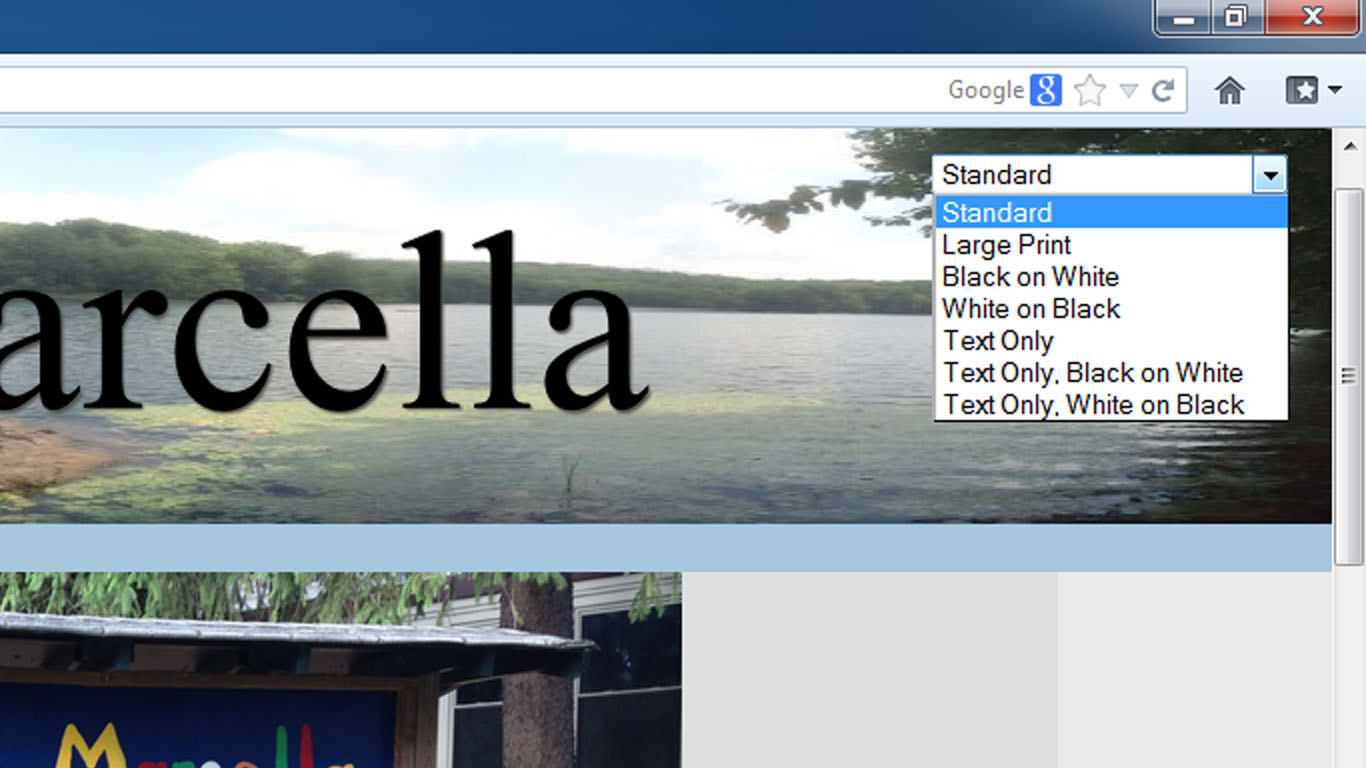 Google g
arcella
Standard
Standard
Large Print
Black on White
White on Black
Text Only
Text Only, Black on White
Text Only, White on Black
Marcella